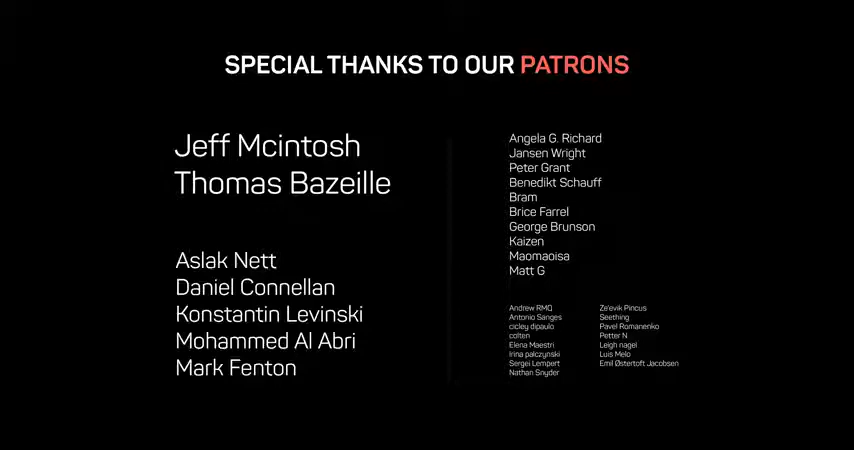 SPECIAL THANKS TO OUR PATRONS
Jeff Mcintosh
Thomas Bazeille
Aslak Nett
Daniel Connellan
Konstantin Levinski
Mohammed Al Abri
Mark Fenton
Angela G. Richard
Jansen Wright
Peter Grant
Benedikt Schauff
Bram
Brice Farrel
George Brunson
Kaizen
Maomaoisa
Matt G
Andrew RMQ
Antonio Sanges
cicley dipaulo
colten
Elena Maestri
Irina palczynski
Sergei Lempert
Nathan Snyder
Ze'evik Pincus
Seething
Pavel Romanenko
Petter N
Leigh nagel
Luis Melo
Emil Østertoft Jacobsen